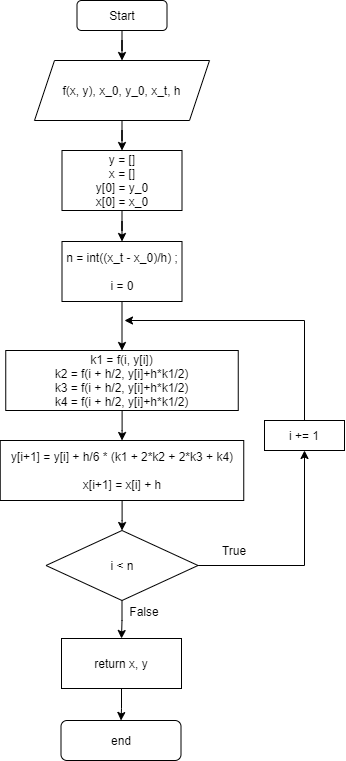 Start
f(x, y), x_0, y_0, x_t, h
y = []
x = []
y[0] = y_0
x[0] = x_0
n = int((x_t - x_0)/h) ;
i = 0
k1 = f(i, y[i])
k2 = f(i + h/2, y[i]+h*k1/2)
k3 = f(i + h/2, y[i]+h*k1/2)
k4 = f(i + h/2, y[i]+h*k1/2)
i += 1
y[i+1] = y[i] + h/6 * (k1 + 2*k2 + 2*k3 + k4)
x[i+1] = x[i] + h
i < n
True
False
return x, y
end